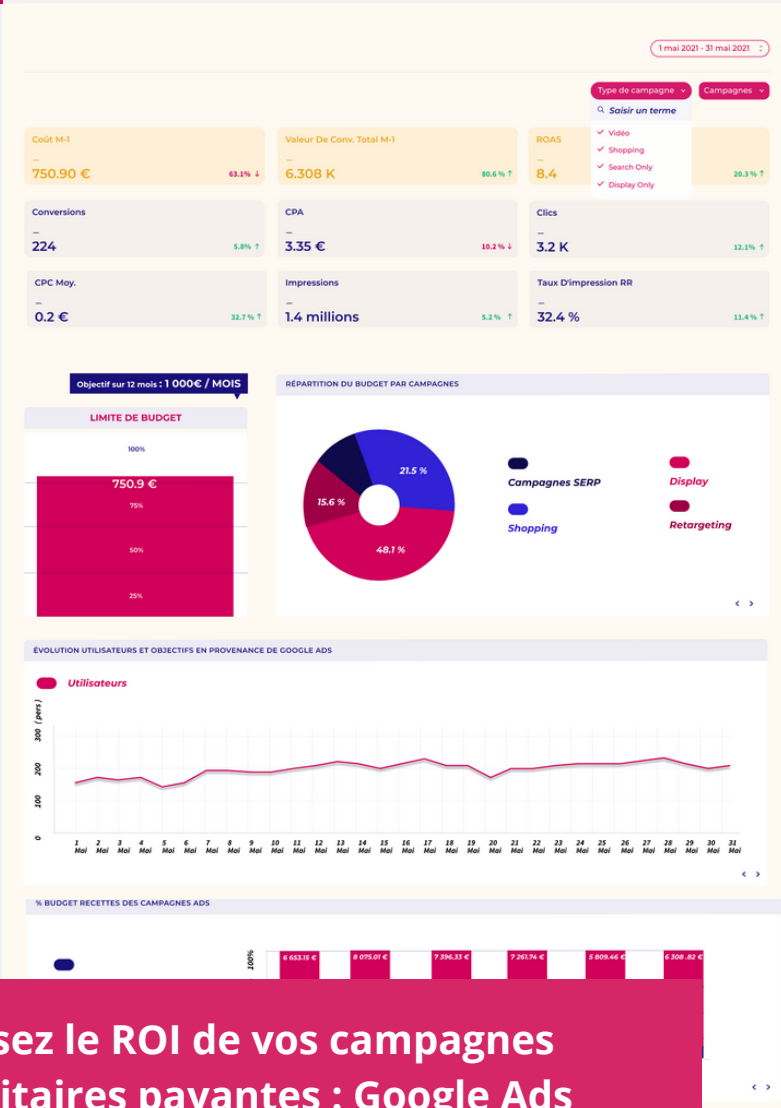 1 mai 2021 - 31 mai 2021
Type de campagne
Campagnes
Saisir un terme
Vidéo
Shopping
Search Only
Display Only
Coût M-1
–
750.90 €
63.1% ↓
Valeur De Conv. Total M-1
–
6.308 K
80.6 % ↑
ROAS
–
8.4
20.3 % ↑
Conversions
–
224
5.8% ↑
CPA
–
3.35 €
10.2 % ↓
Clics
–
3.2 K
12.1% ↑
CPC Moy.
–
0.2 €
32.7 % ↑
Impressions
–
1.4 millions
5.2 % ↑
Taux D'impression RR
–
32.4 %
11.4 % ↑
Objectif sur 12 mois : 1 000€ / MOIS
LIMITE DE BUDGET
100%
750.9 €
75%
50%
25%
RÉPARTITION DU BUDGET PAR CAMPAGNES
21.5 %
15.6 %
48.1 %
Campagnes SERP
Display
Shopping
Retargeting
ÉVOLUTION UTILISATEURS ET OBJECTIFS EN PROVENANCE DE GOOGLE ADS
Utilisateurs
300 ( pers )
200
100
0
1 Mai
2 Mai
3 Mai
4 Mai
5 Mai
6 Mai
7 Mai
8 Mai
9 Mai
10 Mai
11 Mai
12 Mai
13 Mai
14 Mai
15 Mai
16 Mai
17 Mai
18 Mai
19 Mai
20 Mai
21 Mai
22 Mai
23 Mai
24 Mai
25 Mai
26 Mai
27 Mai
28 Mai
29 Mai
30 Mai
31 Mai
% BUDGET RECETTES DES CAMPAGNES ADS
100%
6 653.15 €
8 075.01 €
7 396.33 €
7 261.74 €
5 809.46 €
6 308 .82 €
sez le ROI de vos campagnes
itaires payantes : Google Ads